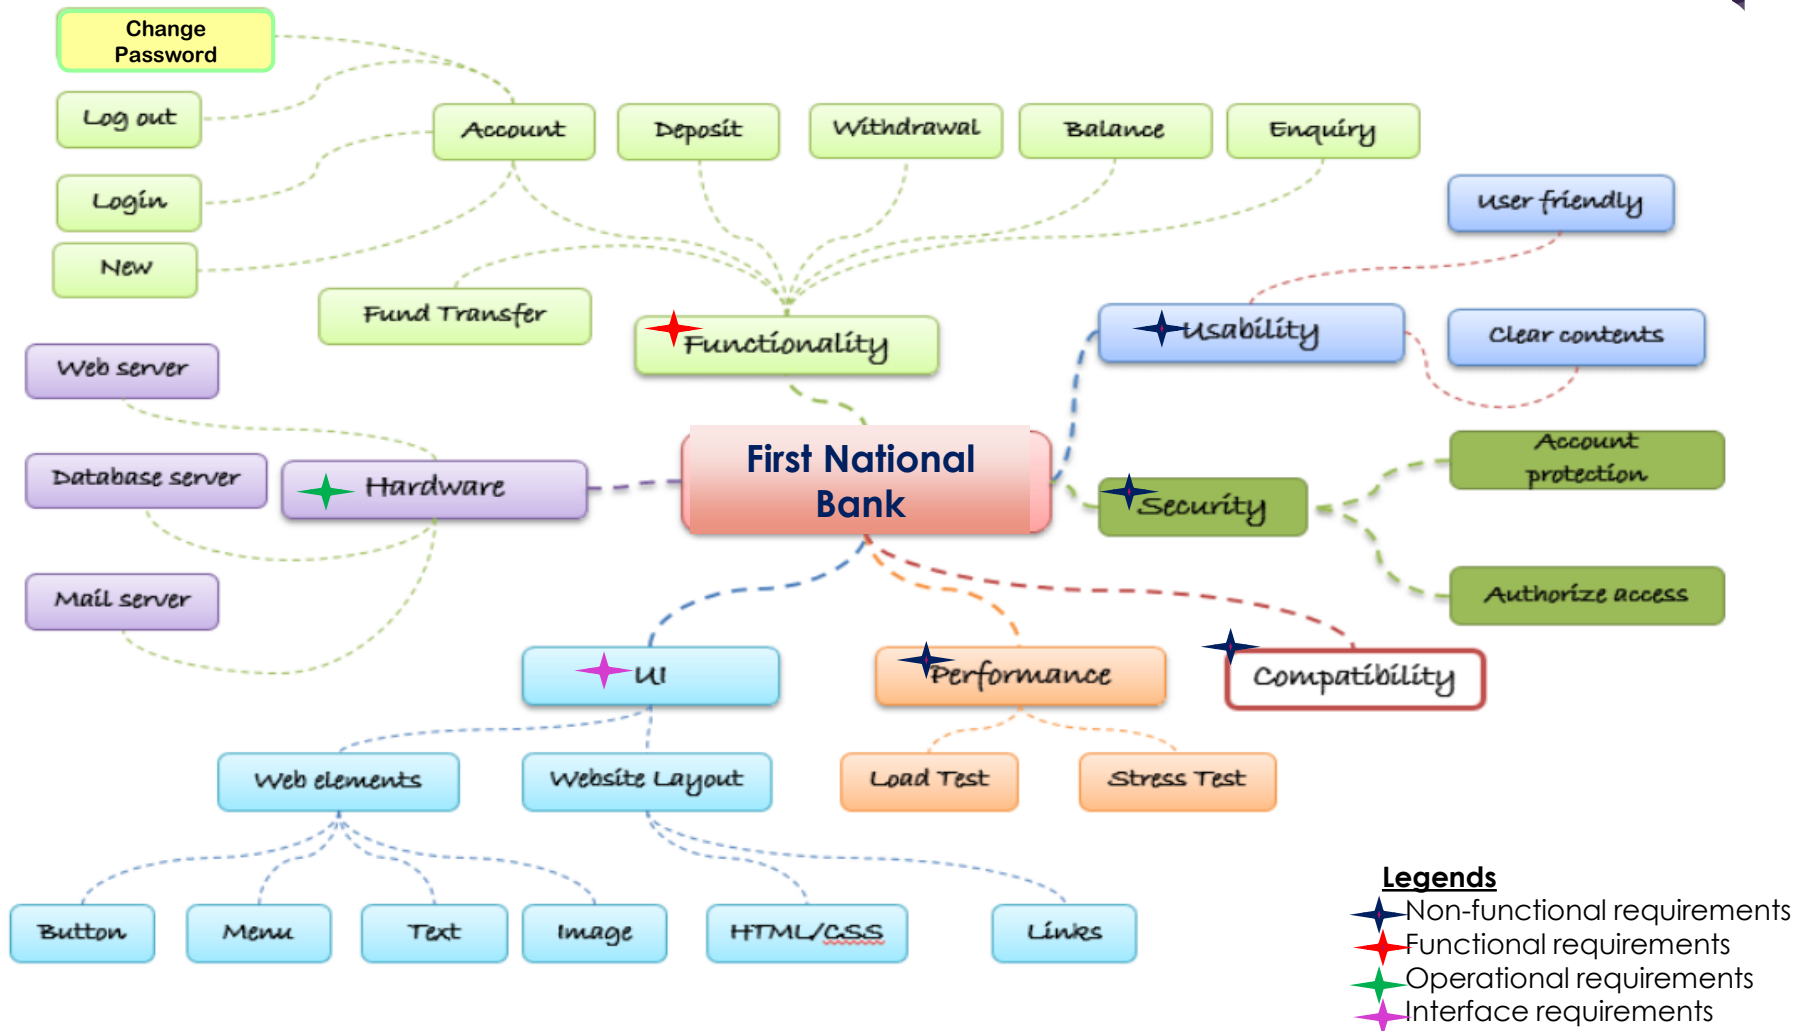 Change
Password
Log out
Account
Deposit
Withdrawal
Balance
Enquiry
Login
User friendly
New
Fund Transfer
Functionality
Usability
Clear contents
Web server
First National
Bank
Account
protection
Database server
Hardware
Security
Mail server
Authorize access
UI
Performance
Compatibility
Web elements
Website Layout
Load Test
Stress Test
Button
Menu
Text
Image
HTML/CSS
Links
Legends
Non-functional requirements
Functional requirements
Operational requirements
Interface requirements